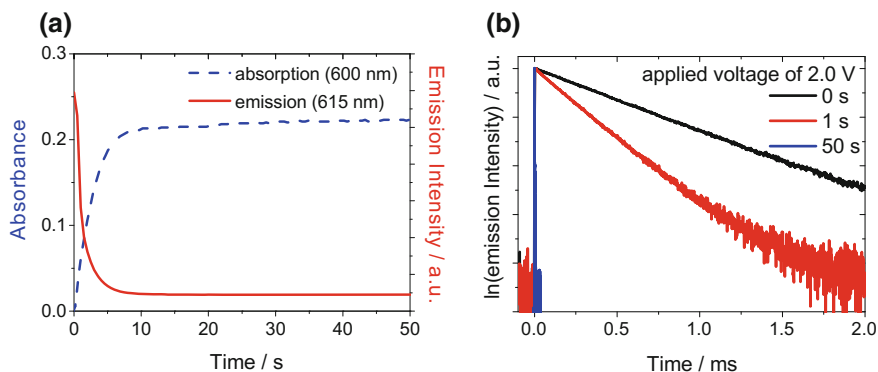 (a)
0.3
0.2
0.1
0.0
Absorbance
absorption (600 nm)
emission (615 nm)
Emission Intensity / a.u.
0 10 20 30 40 50
Time / s
(b)
ln(emission Intensity) / a.u.
applied voltage of 2.0 V
0 s
1 s
50 s
0.0 0.5 1.0 1.5 2.0
Time / ms